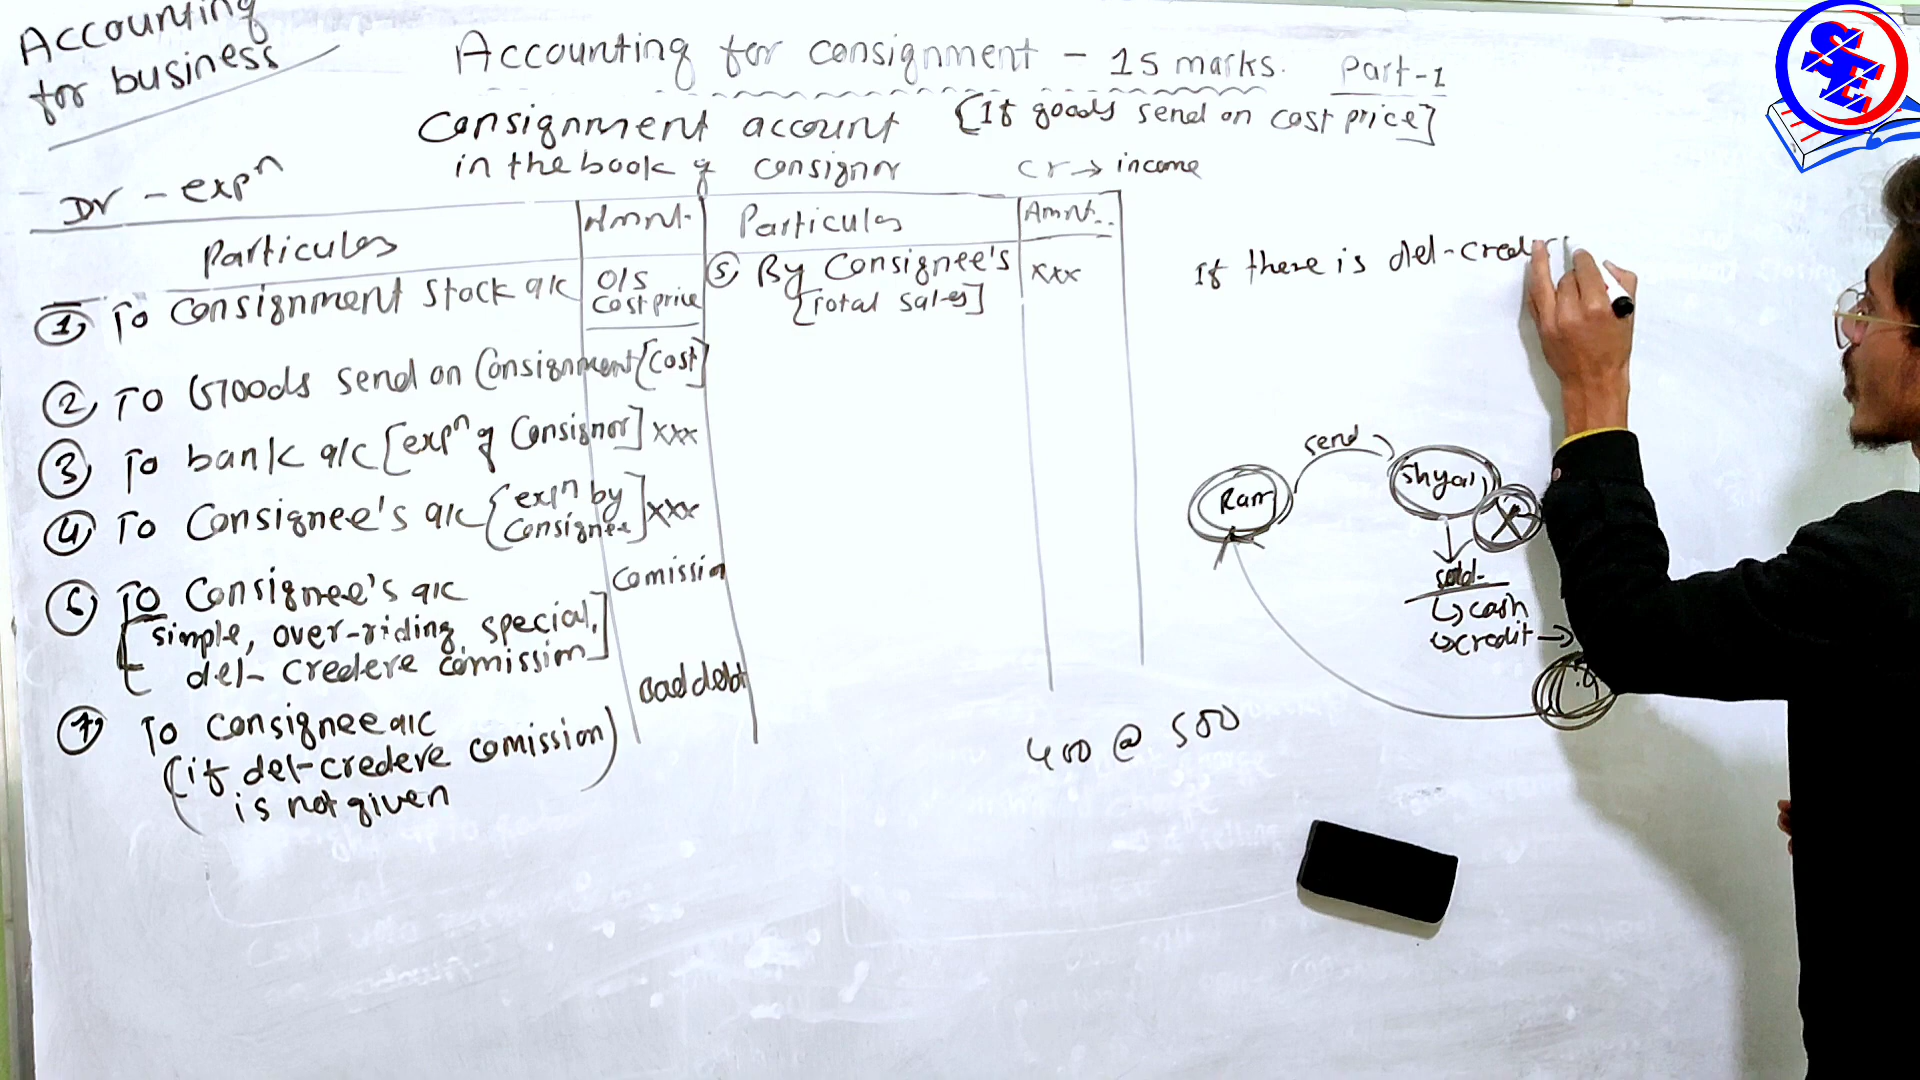 Accounting
for business
Accounting for consignment - 15 marks. Part-1
Consignment account [If goods send on cost price]
in the book of consignor cr → income
Dr - expⁿ
Particulars Amnt. Particulars Amnt..
① To Consignment stock a/c O/S cost price
⑤ By Consignee's [Total sales] xxx
② To Goods send on Consignment [Cost]
③ To bank a/c [expⁿ of Consignor] xxx
④ To Consignee's a/c [expⁿ by Consignee] xxx
⑥ To Consignee's a/c comission
[simple, over-riding, special,
del-credere comission]
⑦ To Consignee a/c bad debt
(if del-credere comission)
is not given
If there is del-cred
Ram send Shyam
X
sold-
↳ cash
↳ credit →
400 @ 500
SE